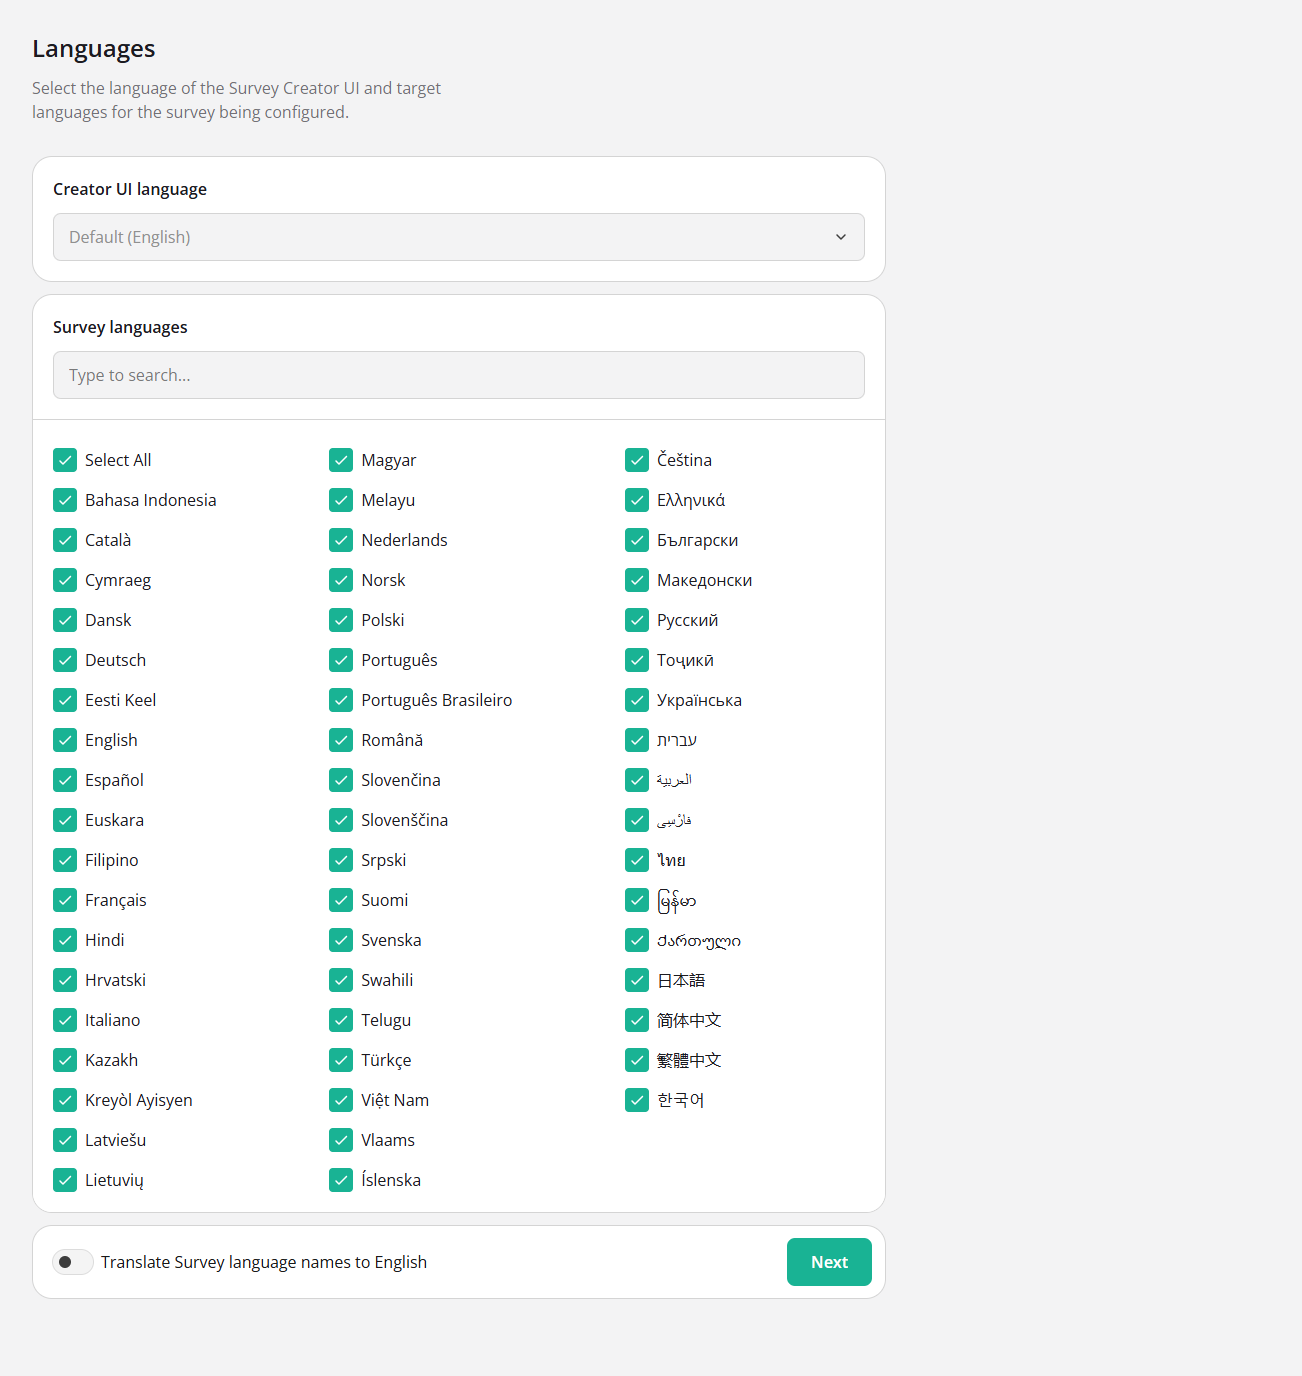 Languages
Select the language of the Survey Creator UI and target
languages for the survey being configured.
Creator UI language
Default (English)
Survey languages
Type to search...
Select All
Bahasa Indonesia
Català
Cymraeg
Dansk
Deutsch
Eesti Keel
English
Español
Euskara
Filipino
Français
Hindi
Hrvatski
Italiano
Kazakh
Kreyòl Ayisyen
Latviešu
Lietuvių
Magyar
Melayu
Nederlands
Norsk
Polski
Português
Português Brasileiro
Română
Slovenčina
Slovenščina
Srpski
Suomi
Svenska
Swahili
Telugu
Türkçe
Việt Nam
Vlaams
Íslenska
Čeština
Ελληνικά
Български
Македонски
Русский
Тоҷикӣ
Українська
עברית
العربية
فارْسِى
ไทย
မြန်မာ
Ქართული
日本語
简体中文
繁體中文
한국어
Translate Survey language names to English
Next